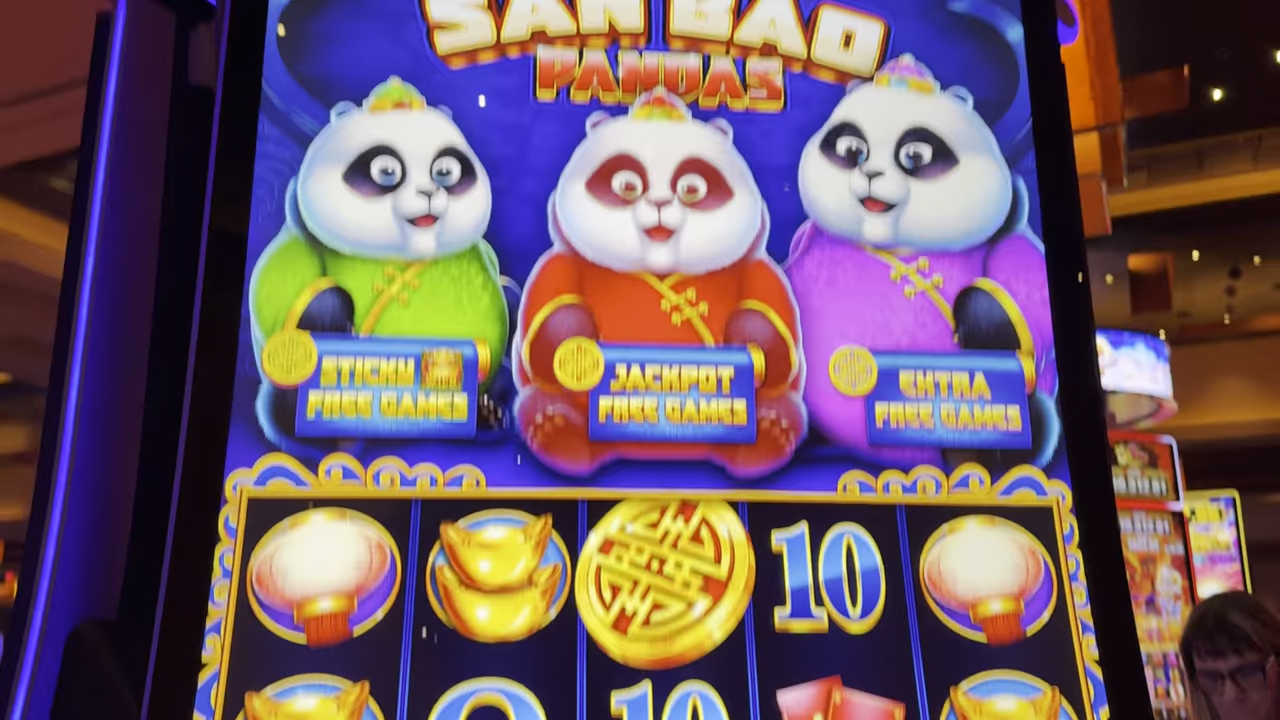 SAN BAO
PANDAS
STICKY
FREE GAMES
JACKPOT
FREE GAMES
EXTRA
FREE GAMES
10
10